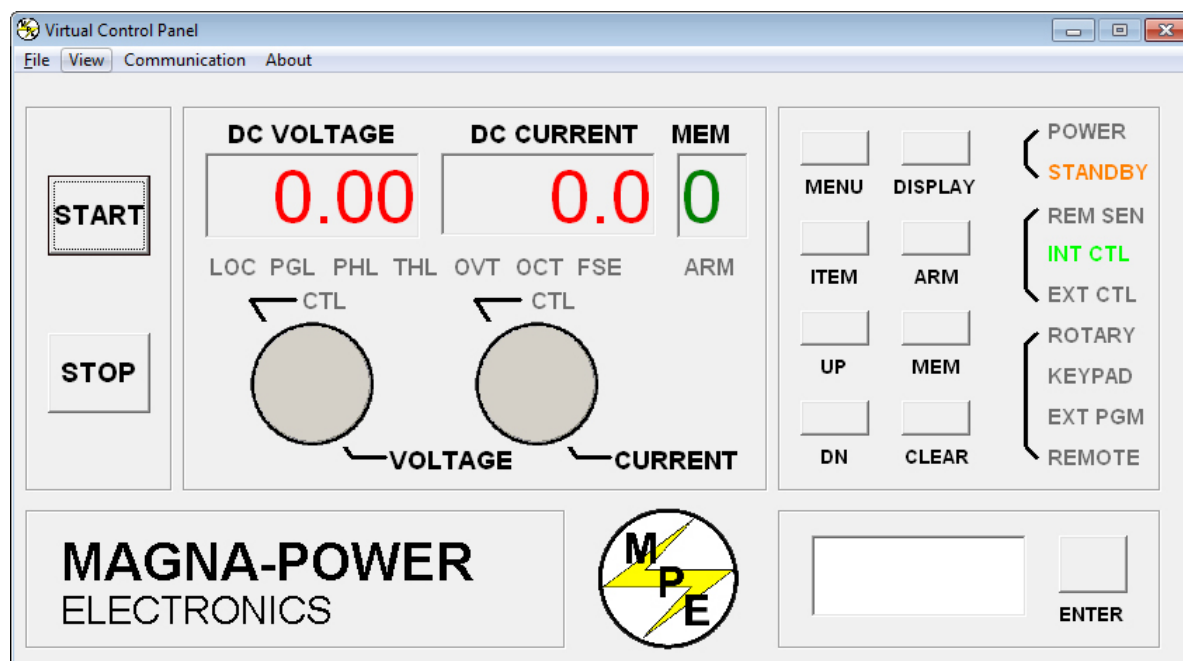 Virtual Control Panel
File View Communication About
START
STOP
DC VOLTAGE DC CURRENT MEM
0.00 0.0 0
LOC PGL PHL THL OVT OCT FSE ARM
CTL CTL
VOLTAGE CURRENT
MENU DISPLAY
ITEM ARM
UP MEM
DN CLEAR
POWER
STANDBY
REM SEN
INT CTL
EXT CTL
ROTARY
KEYPAD
EXT PGM
REMOTE
MAGNA-POWER
ELECTRONICS
M
P
E
ENTER